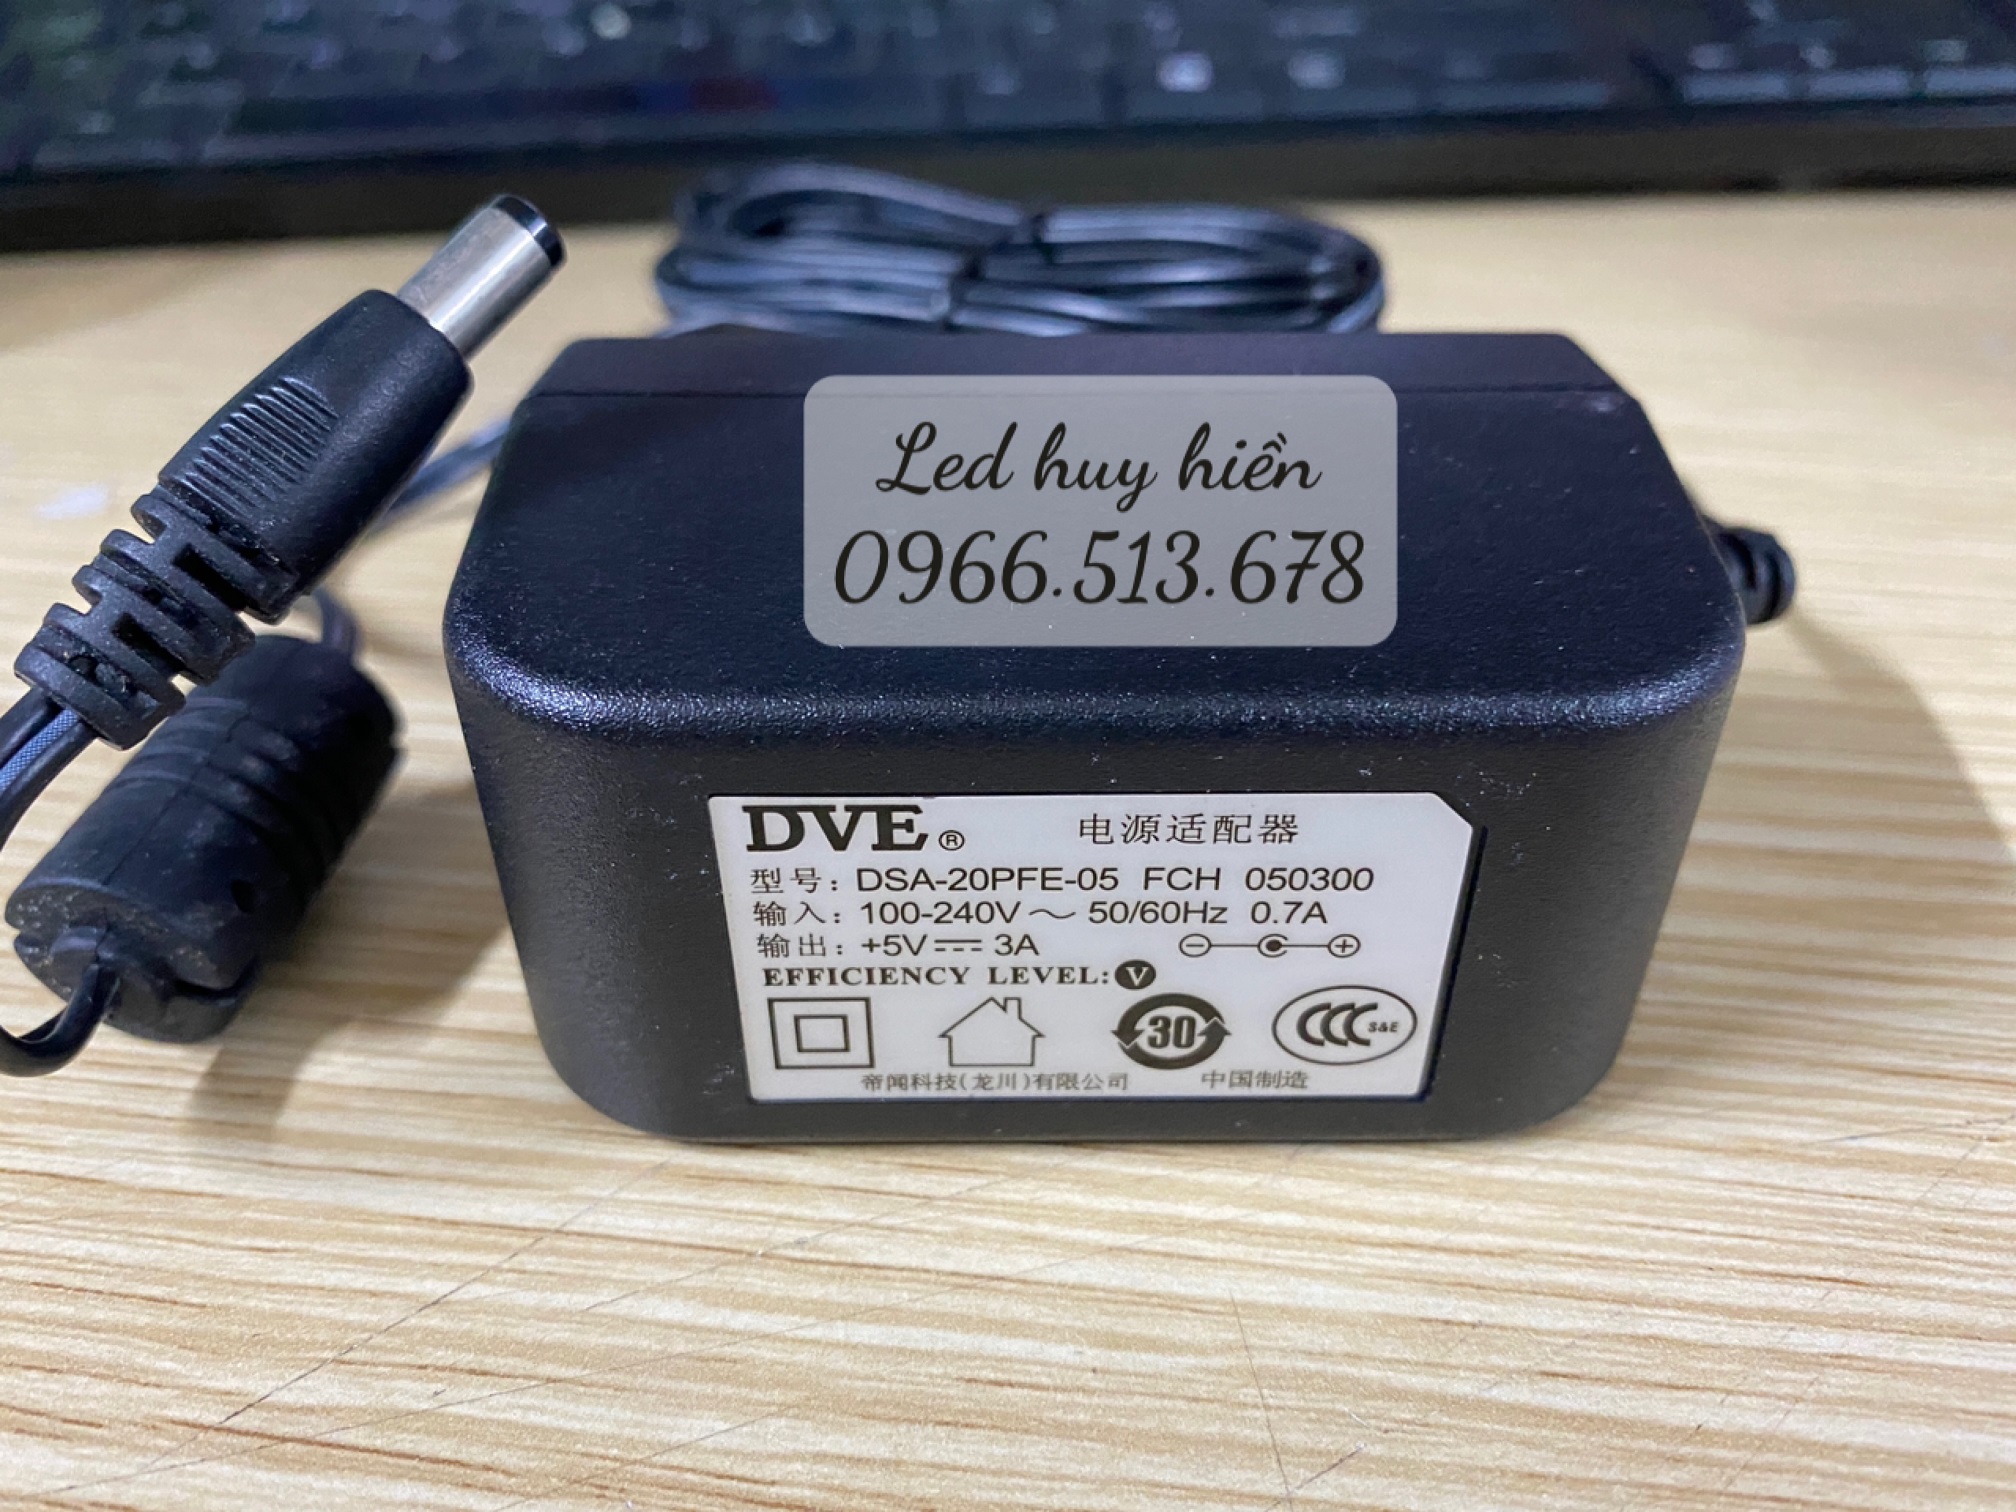 Led huy hiền
0966.513.678
DVE® 电源适配器
型号: DSA-20PFE-05 FCH 050300
输入: 100-240V～ 50/60Hz 0.7A
输出: +5V⎓ 3A
EFFICIENCY LEVEL: V
30 CCC S&E
帝闻科技(龙川)有限公司 中国制造